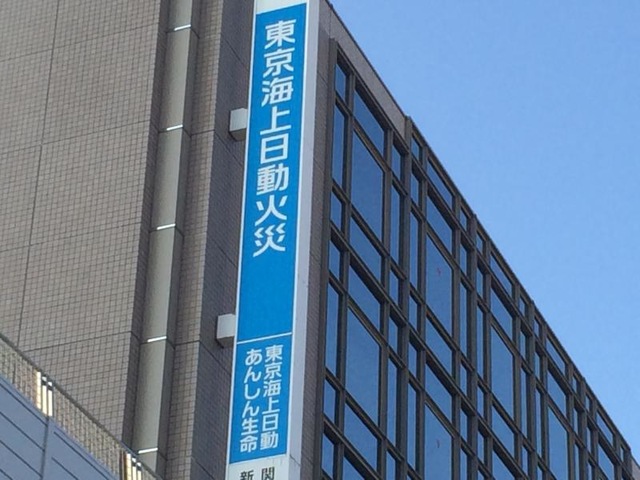 東京海上日動火災
東京海上日動
あんしん生命
関
新